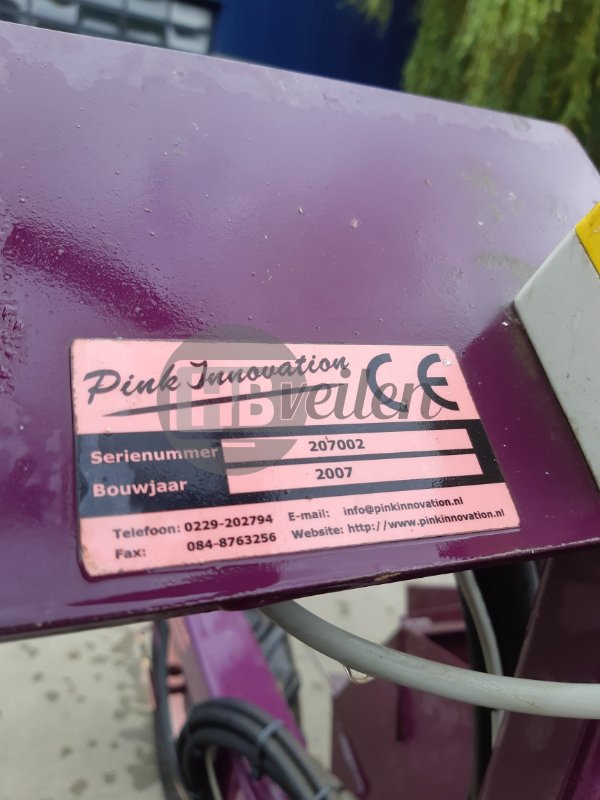 Pink Innovation CE
HBveilen
Serienummer 207002
Bouwjaar 2007
Telefoon: 0229-202794 E-mail: info@pinkinnovation.nl
Fax: 084-8763256 Website: http://www.pinkinnovation.nl